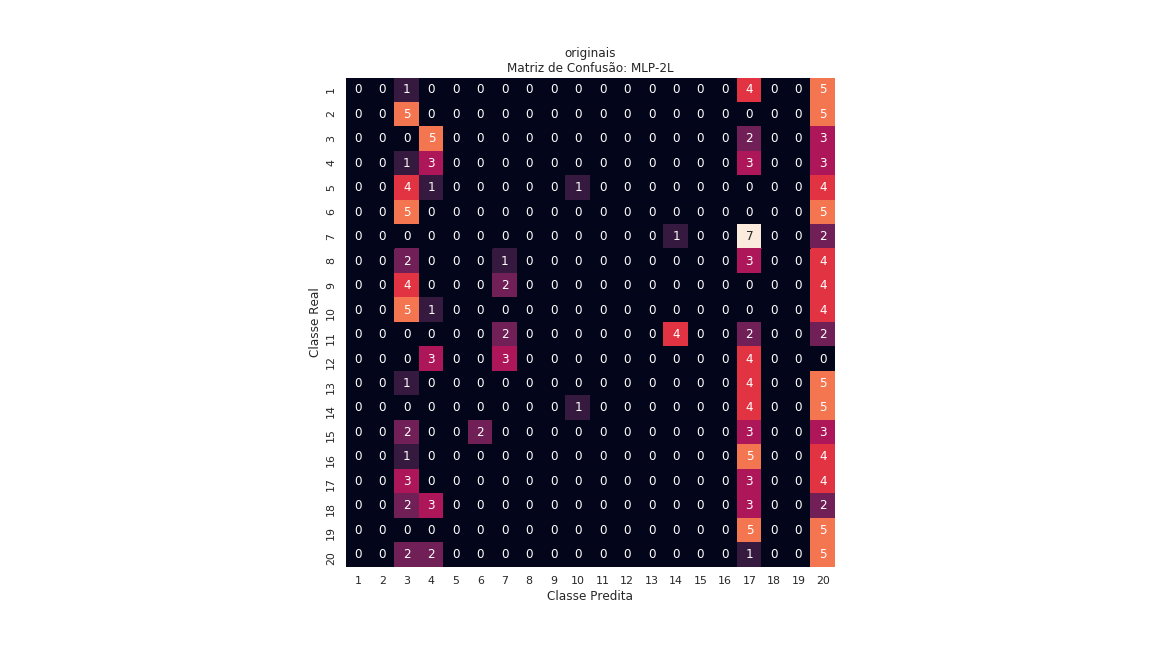 originais
Matriz de Confusão: MLP-2L
Classe Real
1 0 0 1 0 0 0 0 0 0 0 0 0 0 0 0 0 4 0 0 5
2 0 0 5 0 0 0 0 0 0 0 0 0 0 0 0 0 0 0 0 5
3 0 0 0 5 0 0 0 0 0 0 0 0 0 0 0 0 2 0 0 3
4 0 0 1 3 0 0 0 0 0 0 0 0 0 0 0 0 3 0 0 3
5 0 0 4 1 0 0 0 0 0 1 0 0 0 0 0 0 0 0 0 4
6 0 0 5 0 0 0 0 0 0 0 0 0 0 0 0 0 0 0 0 5
7 0 0 0 0 0 0 0 0 0 0 0 0 0 1 0 0 7 0 0 2
8 0 0 2 0 0 0 1 0 0 0 0 0 0 0 0 0 3 0 0 4
9 0 0 4 0 0 0 2 0 0 0 0 0 0 0 0 0 0 0 0 4
10 0 0 5 1 0 0 0 0 0 0 0 0 0 0 0 0 0 0 0 4
11 0 0 0 0 0 0 2 0 0 0 0 0 0 4 0 0 2 0 0 2
12 0 0 0 3 0 0 3 0 0 0 0 0 0 0 0 0 4 0 0 0
13 0 0 1 0 0 0 0 0 0 0 0 0 0 0 0 0 4 0 0 5
14 0 0 0 0 0 0 0 0 0 1 0 0 0 0 0 0 4 0 0 5
15 0 0 2 0 0 2 0 0 0 0 0 0 0 0 0 0 3 0 0 3
16 0 0 1 0 0 0 0 0 0 0 0 0 0 0 0 0 5 0 0 4
17 0 0 3 0 0 0 0 0 0 0 0 0 0 0 0 0 3 0 0 4
18 0 0 2 3 0 0 0 0 0 0 0 0 0 0 0 0 3 0 0 2
19 0 0 0 0 0 0 0 0 0 0 0 0 0 0 0 0 5 0 0 5
20 0 0 2 2 0 0 0 0 0 0 0 0 0 0 0 0 1 0 0 5
1 2 3 4 5 6 7 8 9 10 11 12 13 14 15 16 17 18 19 20
Classe Predita